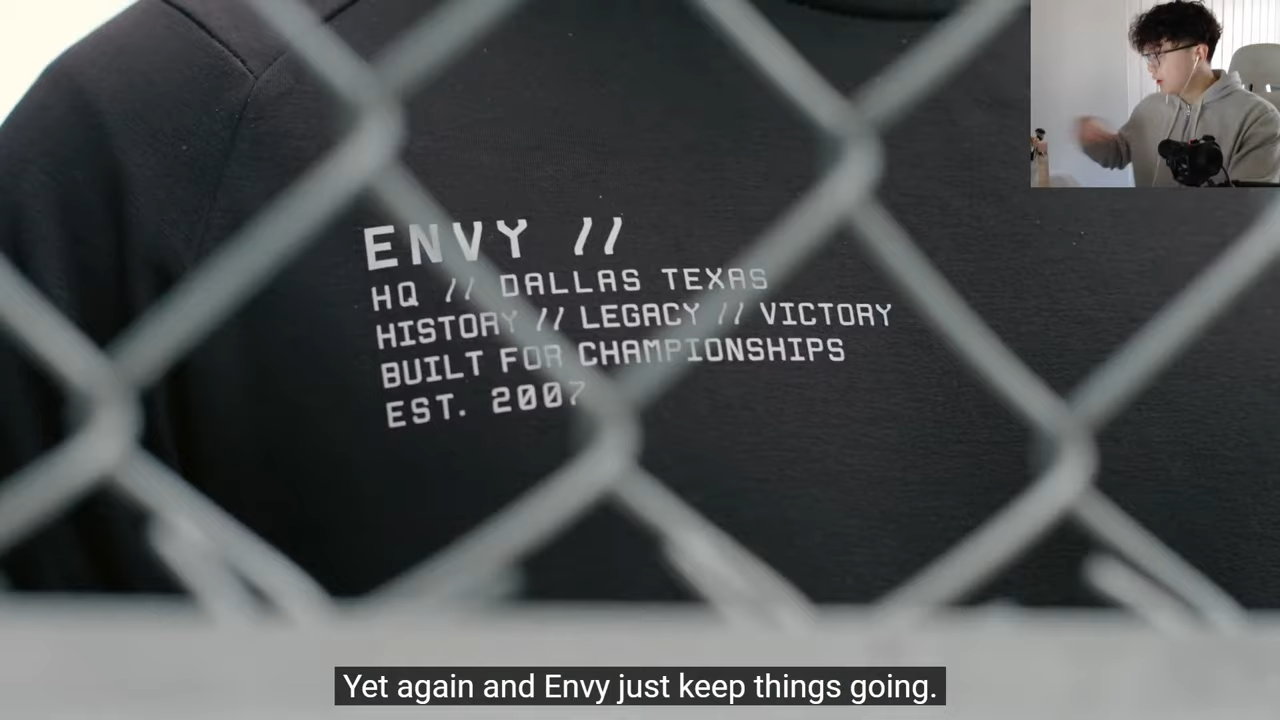 ENVY //
HQ // DALLAS TEXAS
HISTORY // LEGACY // VICTORY
BUILT FOR CHAMPIONSHIPS
EST. 2007
Yet again and Envy just keep things going.